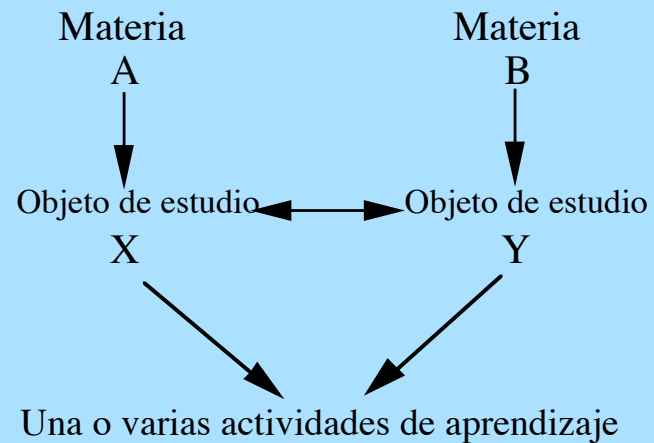 Materia Materia
A B
Objeto de estudio Objeto de estudio
X Y
Una o varias actividades de aprendizaje